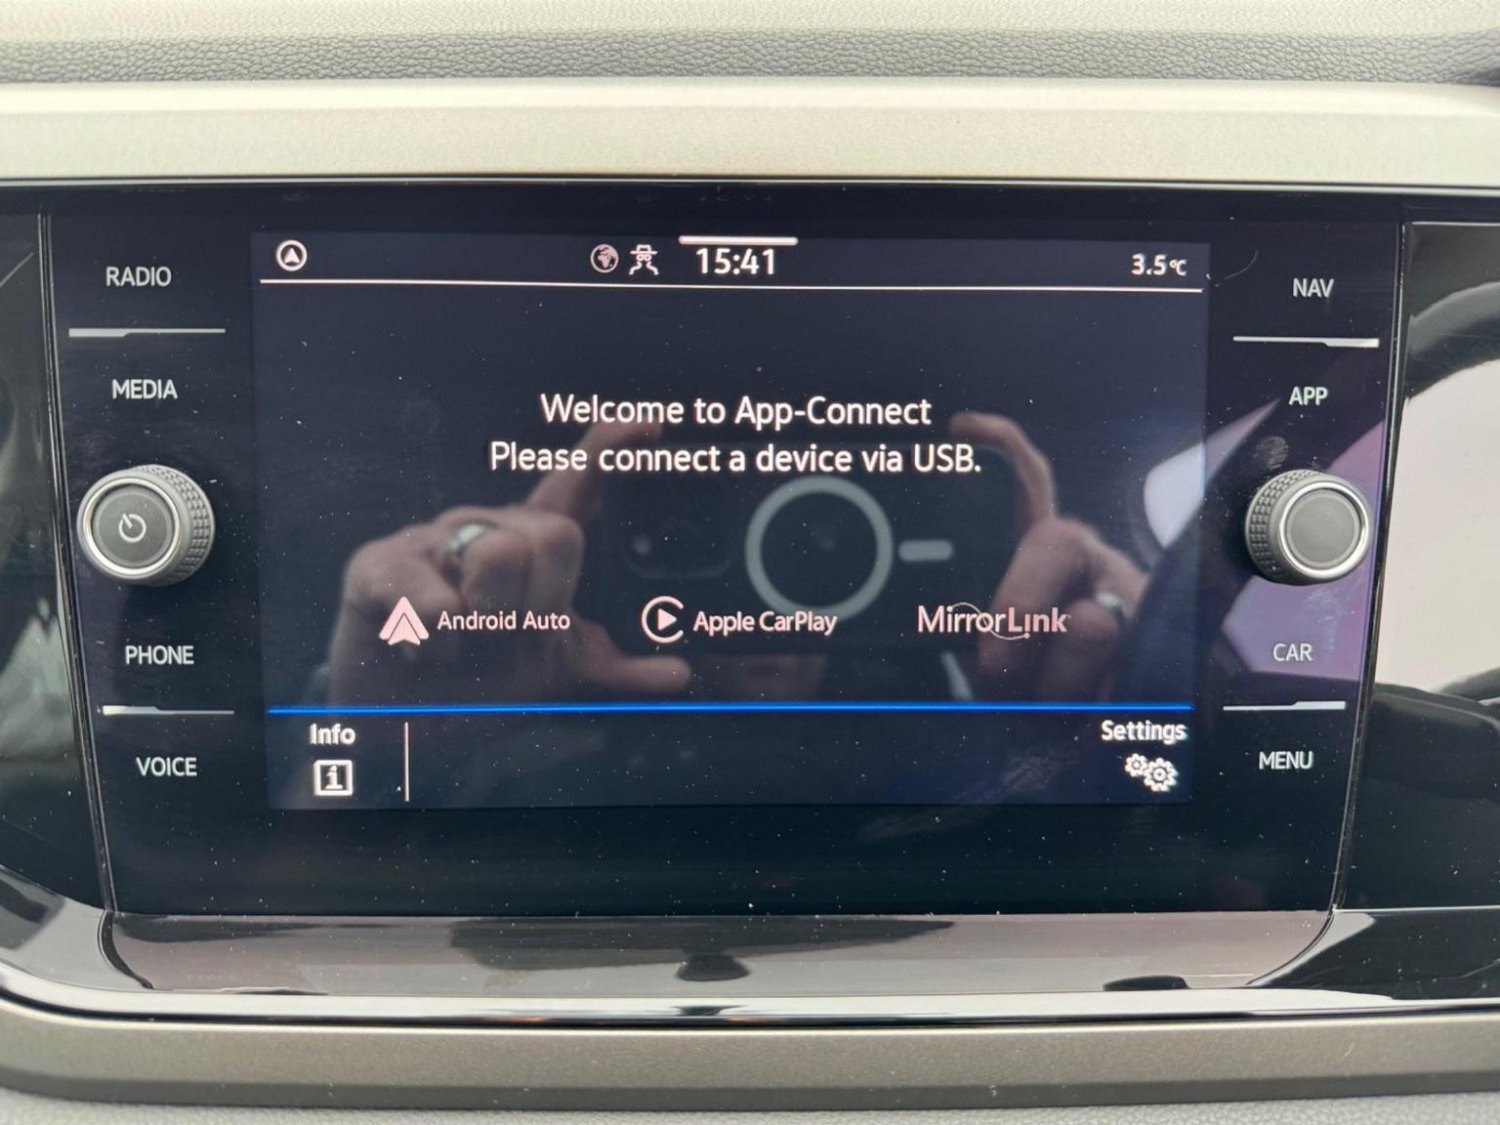 RADIO
MEDIA
PHONE
VOICE
15:41
3.5°C
Welcome to App-Connect
Please connect a device via USB.
Android Auto
Apple CarPlay
MirrorLink
Info
i
Settings
NAV
APP
CAR
MENU